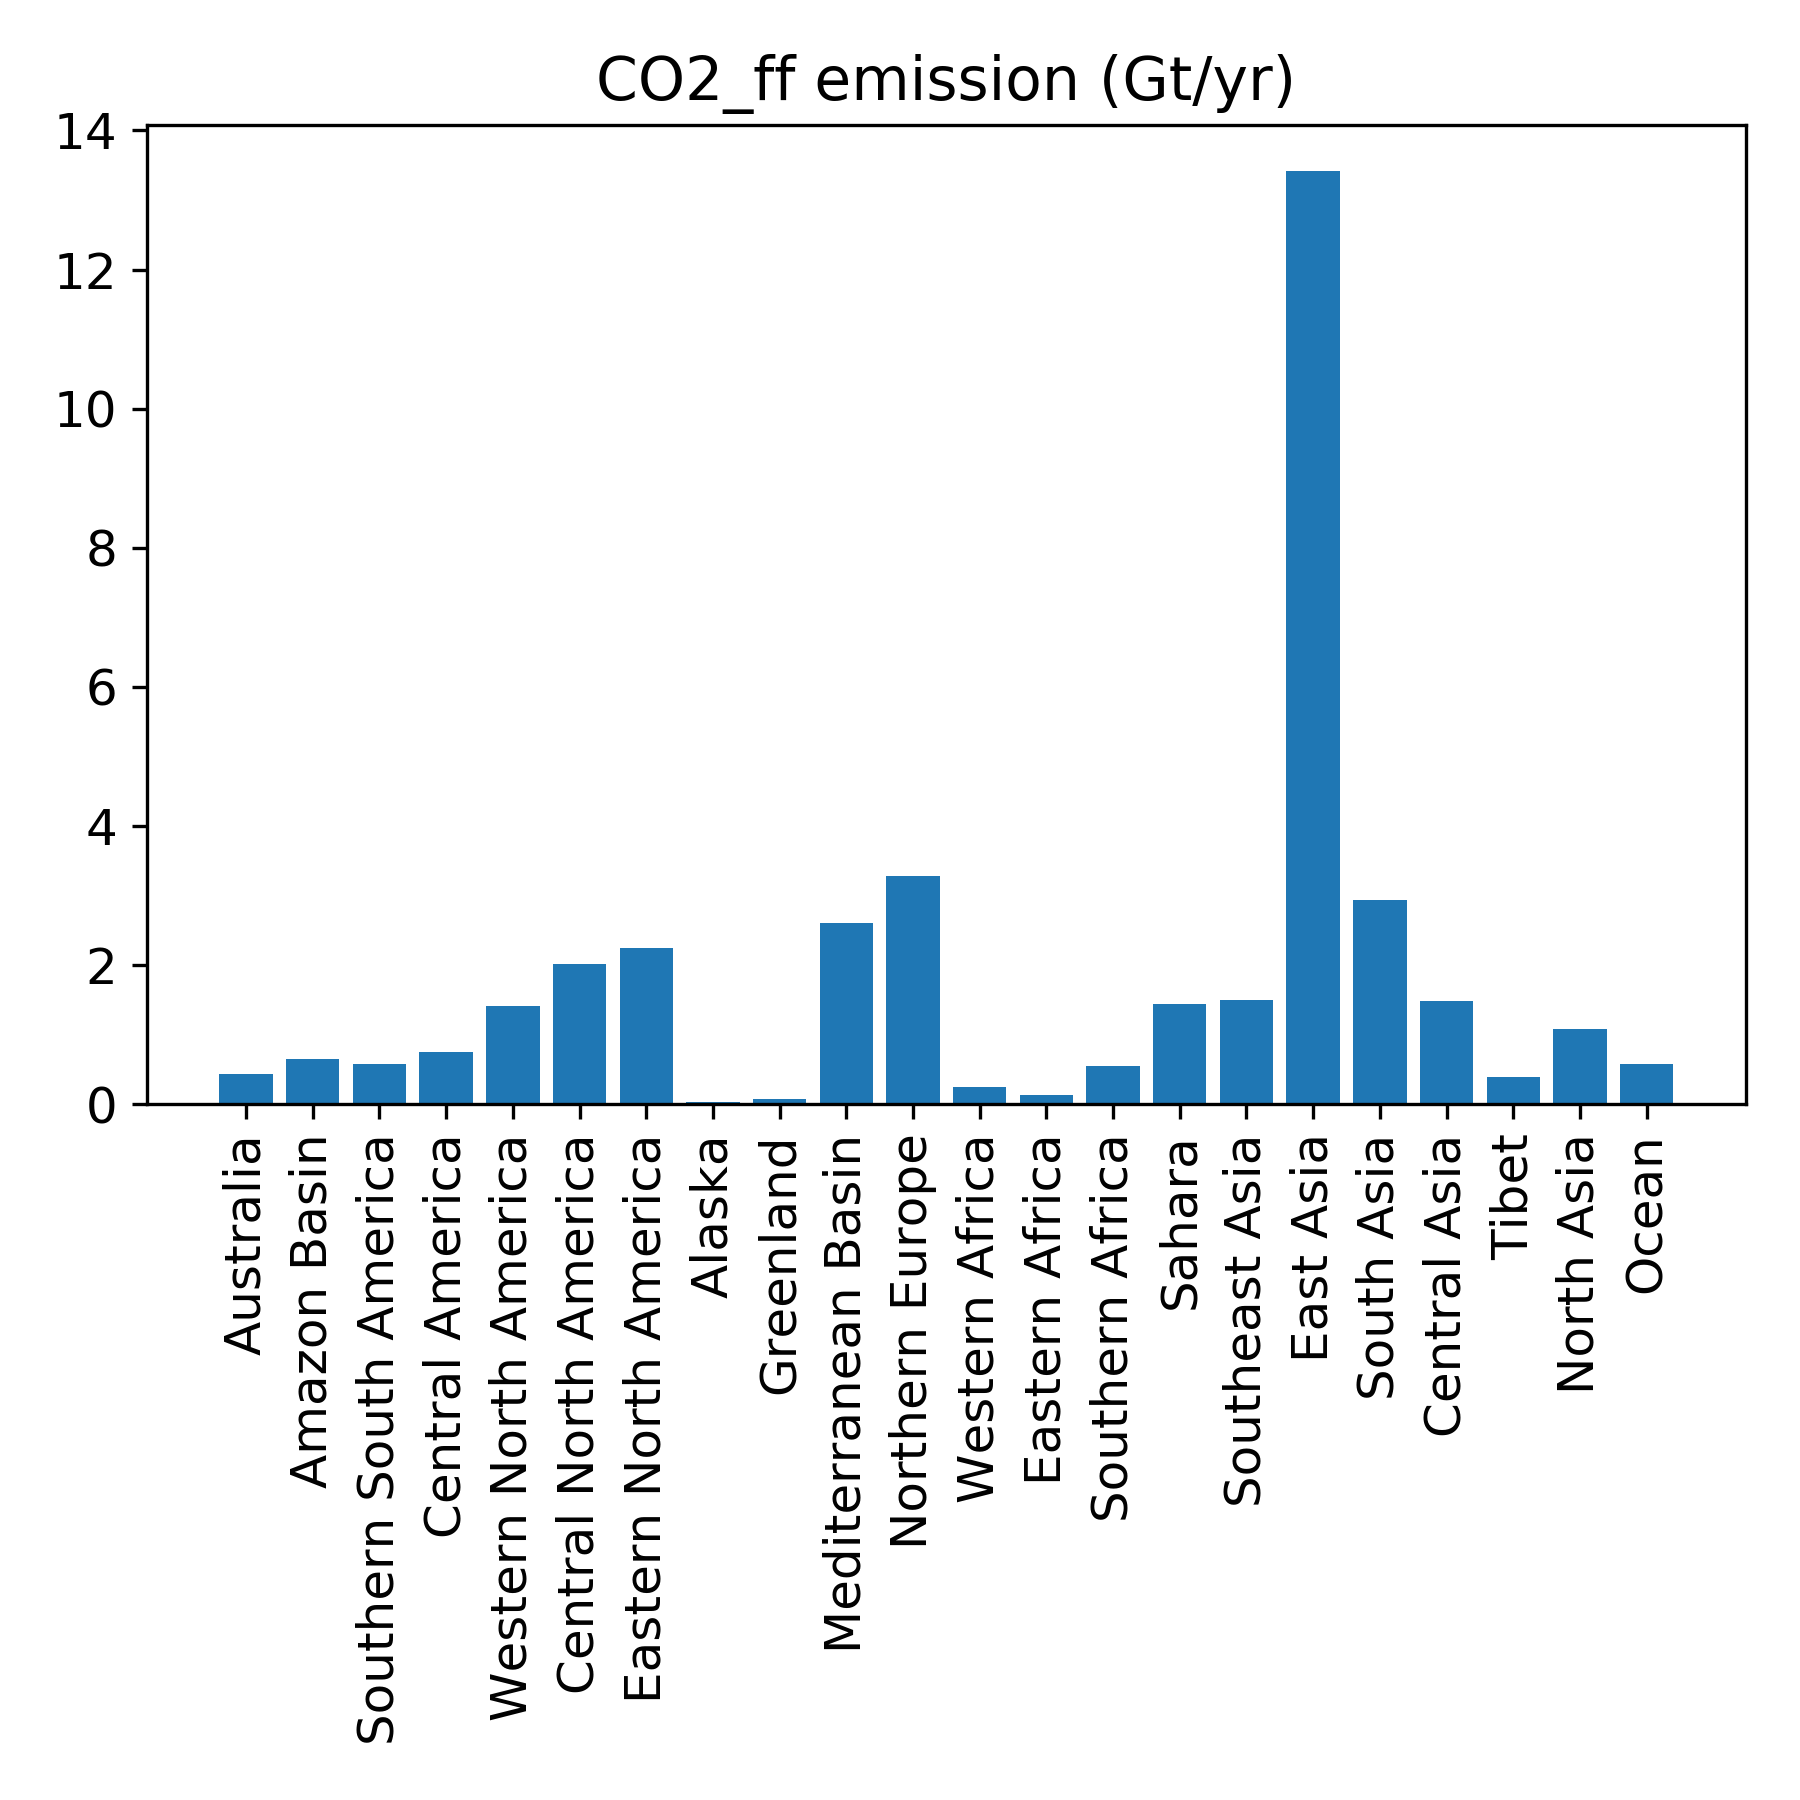 CO2_ff emission (Gt/yr)
14
12
10
8
6
4
2
0
Australia
Amazon Basin
Southern South America
Central America
Western North America
Central North America
Eastern North America
Alaska
Greenland
Mediterranean Basin
Northern Europe
Western Africa
Eastern Africa
Southern Africa
Sahara
Southeast Asia
East Asia
South Asia
Central Asia
Tibet
North Asia
Ocean